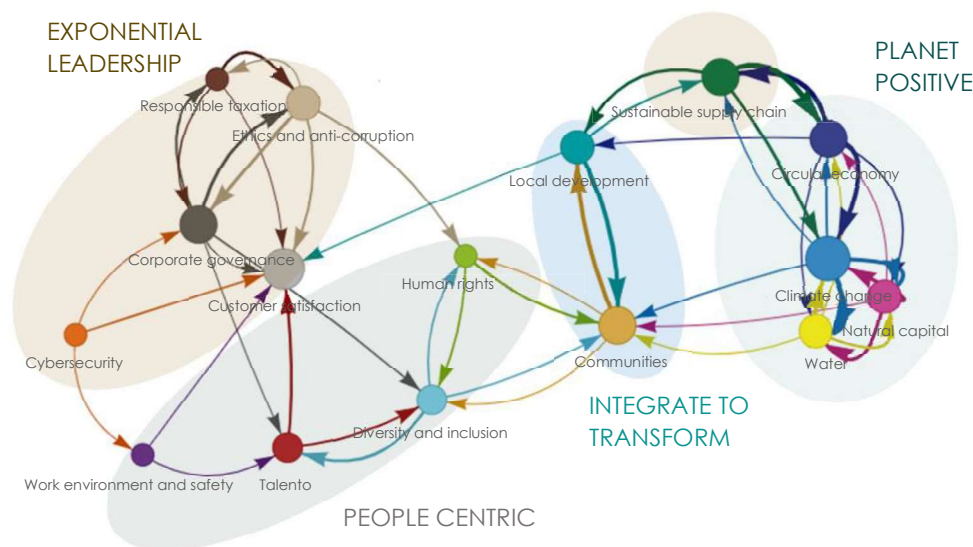 EXPONENTIAL
LEADERSHIP
PLANET
POSITIVE
Responsible taxation
Sustainable supply chain
Ethics and anti-corruption
Circular economy
Local development
Corporate governance
Human rights
Customer satisfaction
Climate change
Natural capital
Cybersecurity
Communities
Water
INTEGRATE TO
TRANSFORM
Diversity and inclusion
Work environment and safety
Talento
PEOPLE CENTRIC